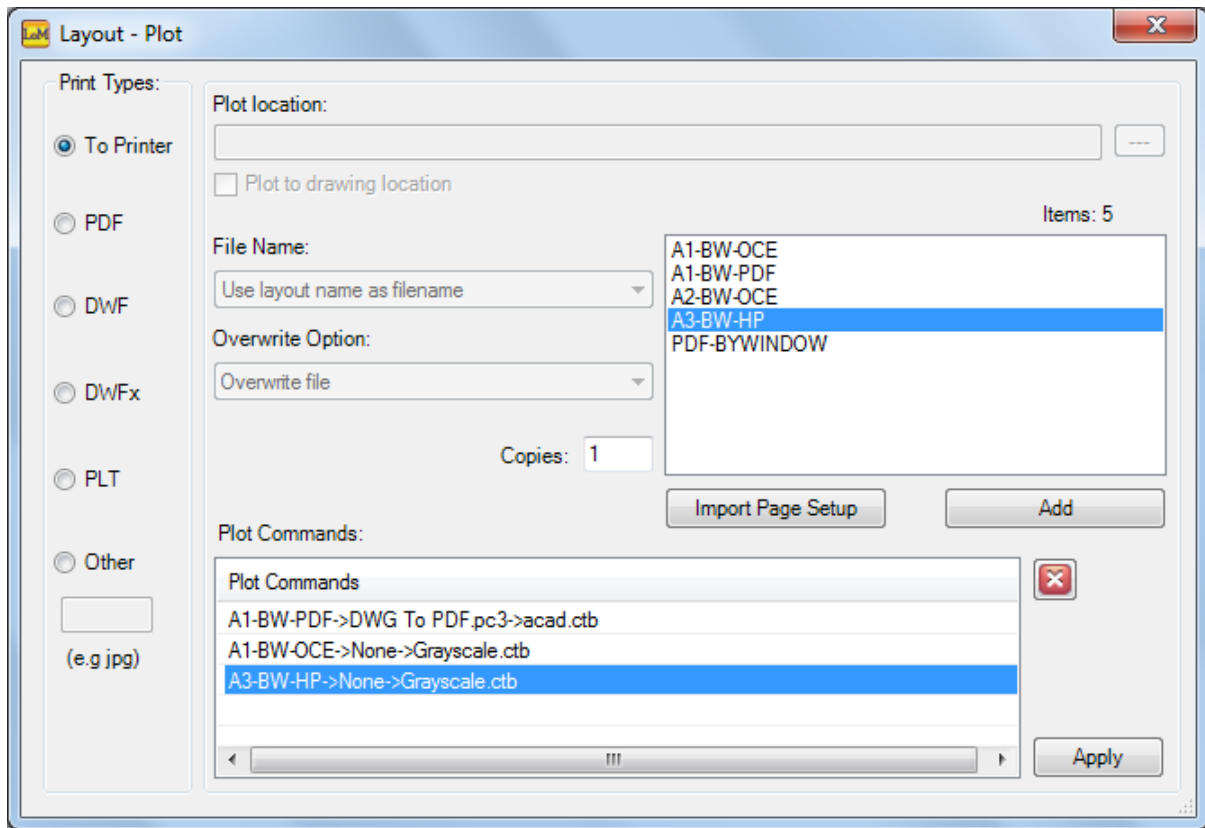 LaM Layout - Plot
Print Types:
To Printer
PDF
DWF
DWFx
PLT
Other
(e.g jpg)
Plot location:
---
Plot to drawing location
Items: 5
File Name:
Use layout name as filename
Overwrite Option:
Overwrite file
Copies: 1
A1-BW-OCE
A1-BW-PDF
A2-BW-OCE
A3-BW-HP
PDF-BYWINDOW
Import Page Setup
Add
Plot Commands:
Plot Commands
A1-BW-PDF->DWG To PDF.pc3->acad.ctb
A1-BW-OCE->None->Grayscale.ctb
A3-BW-HP->None->Grayscale.ctb
Apply